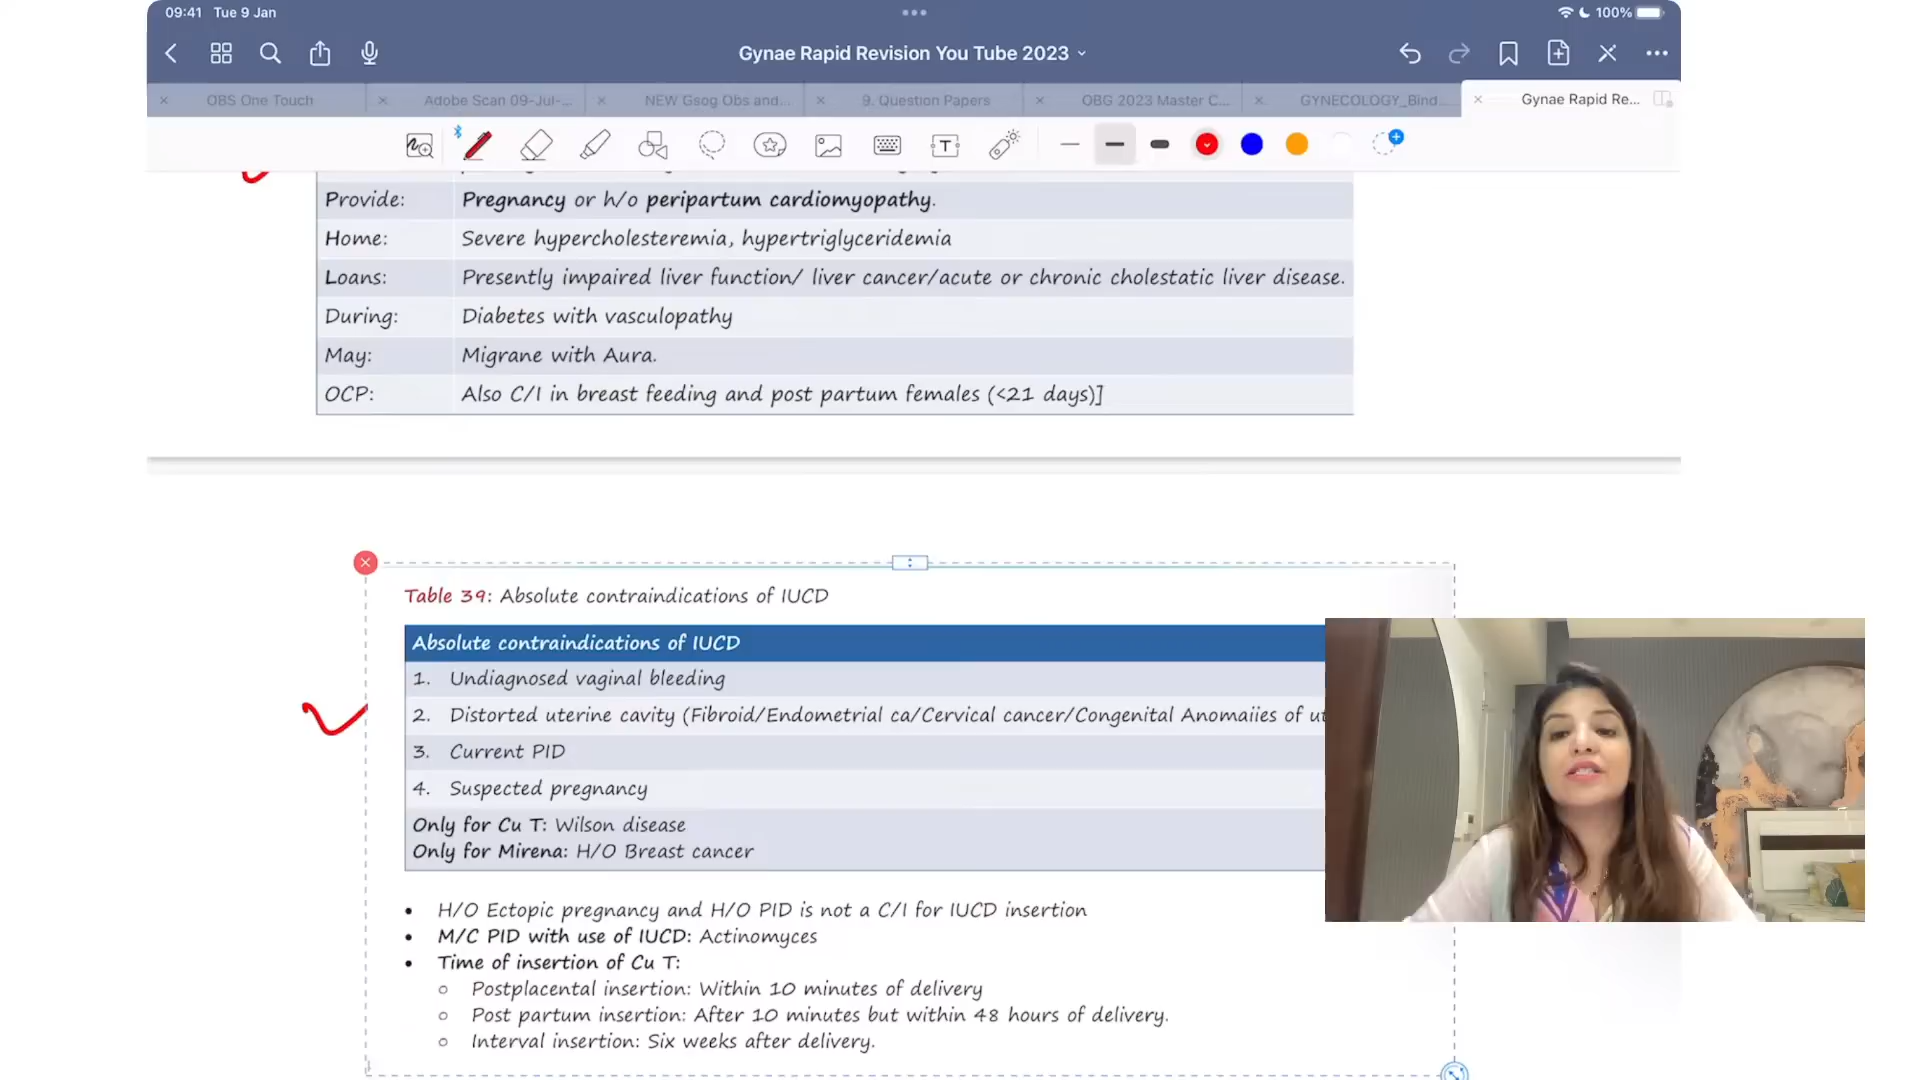 09:41 Tue 9 Jan
100%
Gynae Rapid Revision You Tube 2023
OBS One Touch
Adobe Scan 09-Jul-...
NEW Gsog Obs and...
9. Question Papers
OBG 2023 Master C...
GYNECOLOGY_Bind...
Gynae Rapid Re...
Provide: Pregnancy or h/o peripartum cardiomyopathy.
Home: Severe hypercholesteremia, hypertriglyceridemia
Loans: Presently impaired liver function/ liver cancer/acute or chronic cholestatic liver disease.
During: Diabetes with vasculopathy
May: Migrane with Aura.
OCP: Also C/I in breast feeding and post partum females (<21 days)]
Table 39: Absolute contraindications of IUCD
Absolute contraindications of IUCD
1. Undiagnosed vaginal bleeding
2. Distorted uterine cavity (Fibroid/Endometrial ca/Cervical cancer/Congenital Anomaiies of ut
3. Current PID
4. Suspected pregnancy
Only for Cu T: Wilson disease
Only for Mirena: H/O Breast cancer
• H/O Ectopic pregnancy and H/O PID is not a C/I for IUCD insertion
• M/C PID with use of IUCD: Actinomyces
• Time of insertion of Cu T:
○ Postplacental insertion: Within 10 minutes of delivery
○ Post partum insertion: After 10 minutes but within 48 hours of delivery.
○ Interval insertion: Six weeks after delivery.